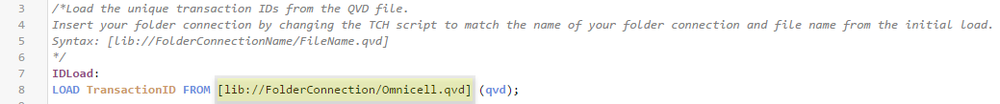 3 /*Load the unique transaction IDs from the QVD file.
4 Insert your folder connection by changing the TCH script to match the name of your folder connection and file name from the initial load.
5 Syntax: [lib://FolderConnectionName/FileName.qvd]
6 */
7 IDLoad:
8 LOAD TransactionID FROM [lib://FolderConnection/Omnicell.qvd] (qvd);